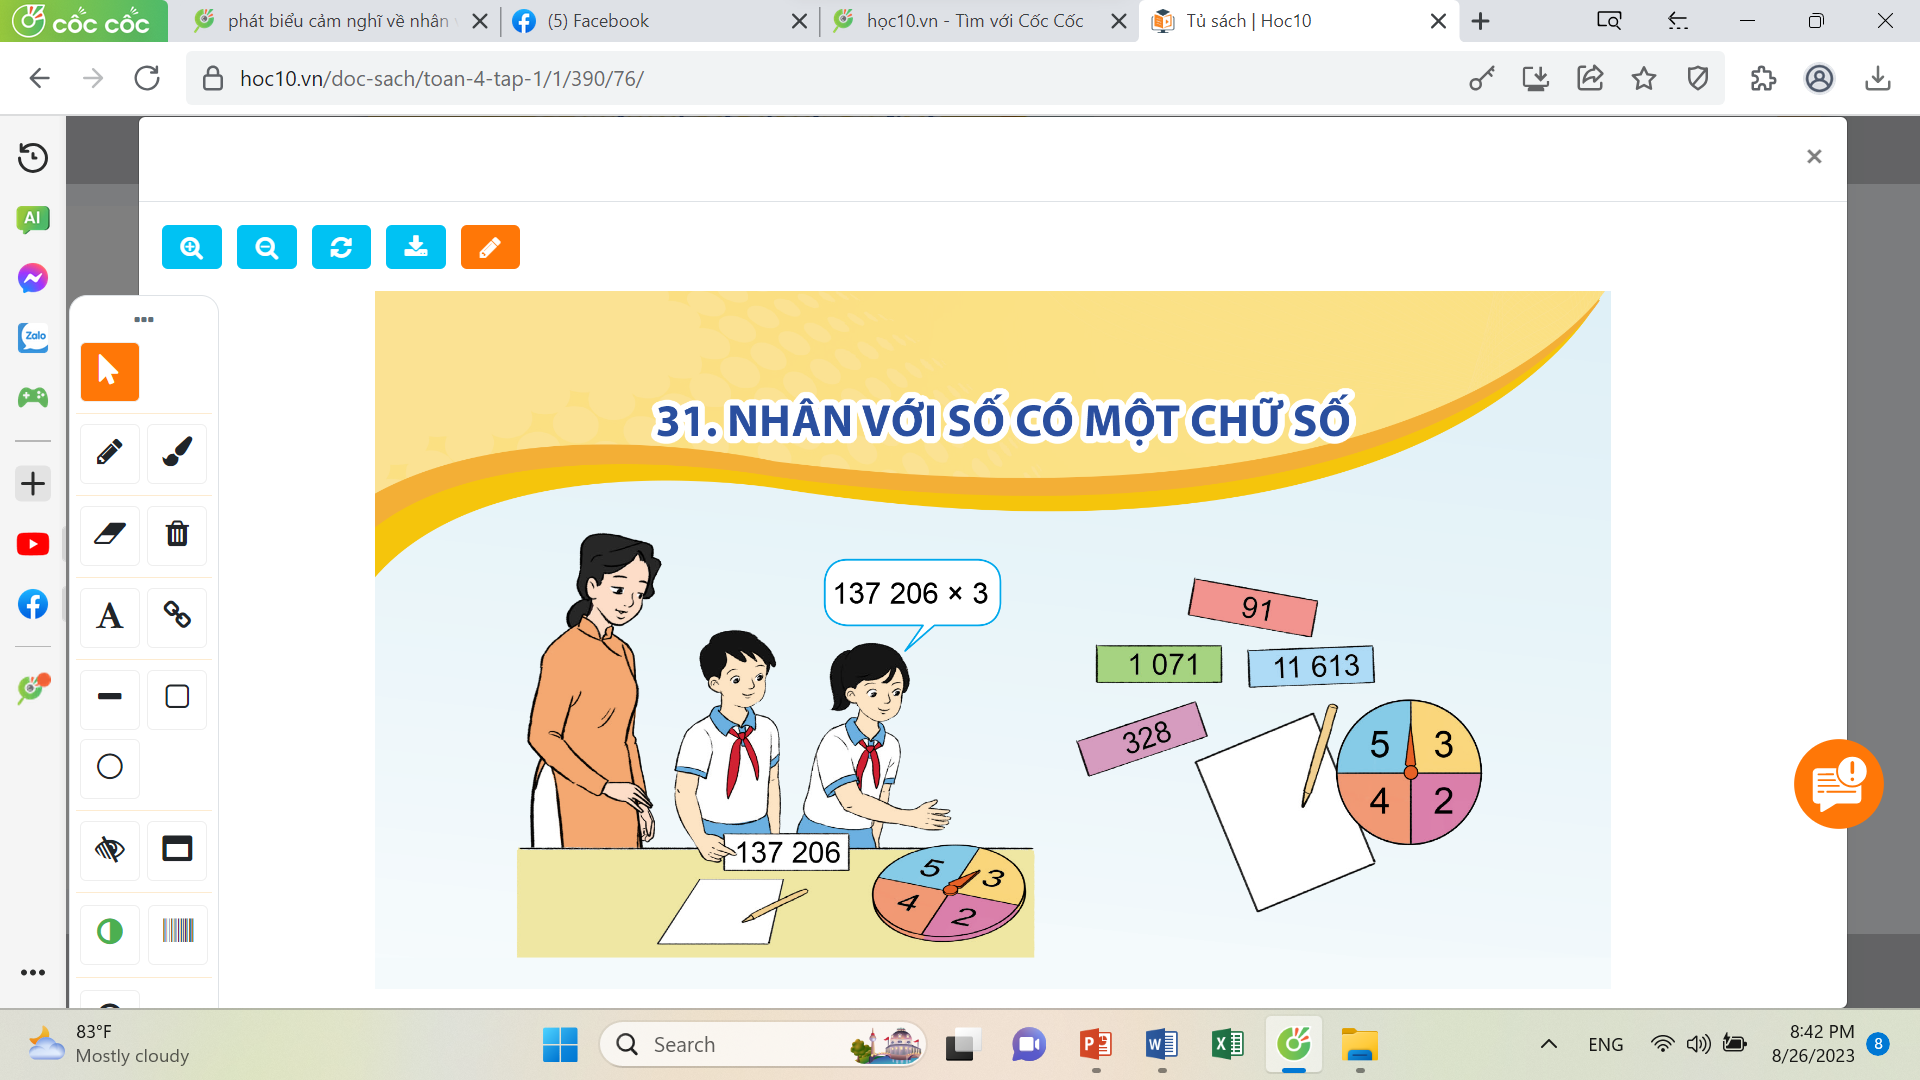 cốc cốc
phát biểu cảm nghĩ về nhân
(5) Facebook
học10.vn - Tìm với Cốc Cốc
Tủ sách | Hoc10
hoc10.vn/doc-sach/toan-4-tap-1/1/390/76/
AI
Zalo
A
31. NHÂN VỚI SỐ CÓ MỘT CHỮ SỐ
137 206 × 3
91
1 071
11 613
328
5
3
4
2
137 206
5
3
4
2
83°F
Mostly cloudy
Search
ENG
8:42 PM
8/26/2023
8